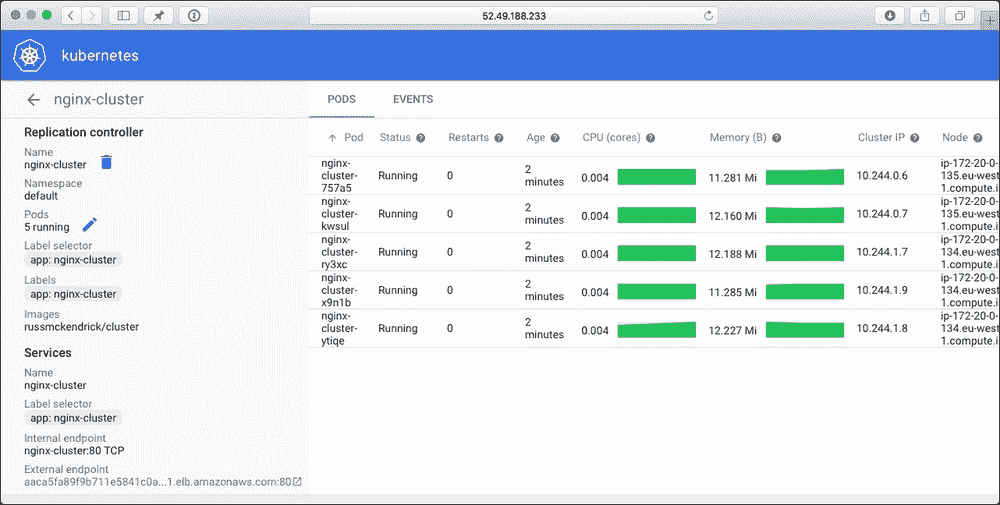 52.49.188.233
kubernetes
nginx-cluster
Replication controller
Name
nginx-cluster
Namespace
default
Pods
5 running
Label selector
app: nginx-cluster
Labels
app: nginx-cluster
Images
russmckendrick/cluster
Services
Name
nginx-cluster
Label selector
app: nginx-cluster
Internal endpoint
nginx-cluster:80 TCP
External endpoint
aaca5fa89f9b711e5841c0a...1.elb.amazonaws.com:80
PODS EVENTS
Pod Status Restarts Age CPU (cores) Memory (B) Cluster IP Node
nginx-
cluster-
757a5
Running 0
2
minutes
0.004 11.281 Mi 10.244.0.6
ip-172-20-0-
135.eu-west
1.compute.i
nginx-
cluster-
kwsul
Running 0
2
minutes
0.004 12.160 Mi 10.244.0.7
ip-172-20-0-
135.eu-west
1.compute.i
nginx-
cluster-
ry3xc
Running 0
2
minutes
0.004 12.188 Mi 10.244.1.7
ip-172-20-0-
134.eu-west
1.compute.i
nginx-
cluster-
x9n1b
Running 0
2
minutes
0.004 11.285 Mi 10.244.1.9
ip-172-20-0-
134.eu-west
1.compute.i
nginx-
cluster-
ytiqe
Running 0
2
minutes
0.004 12.227 Mi 10.244.1.8
ip-172-20-0-
134.eu-west
1.compute.i